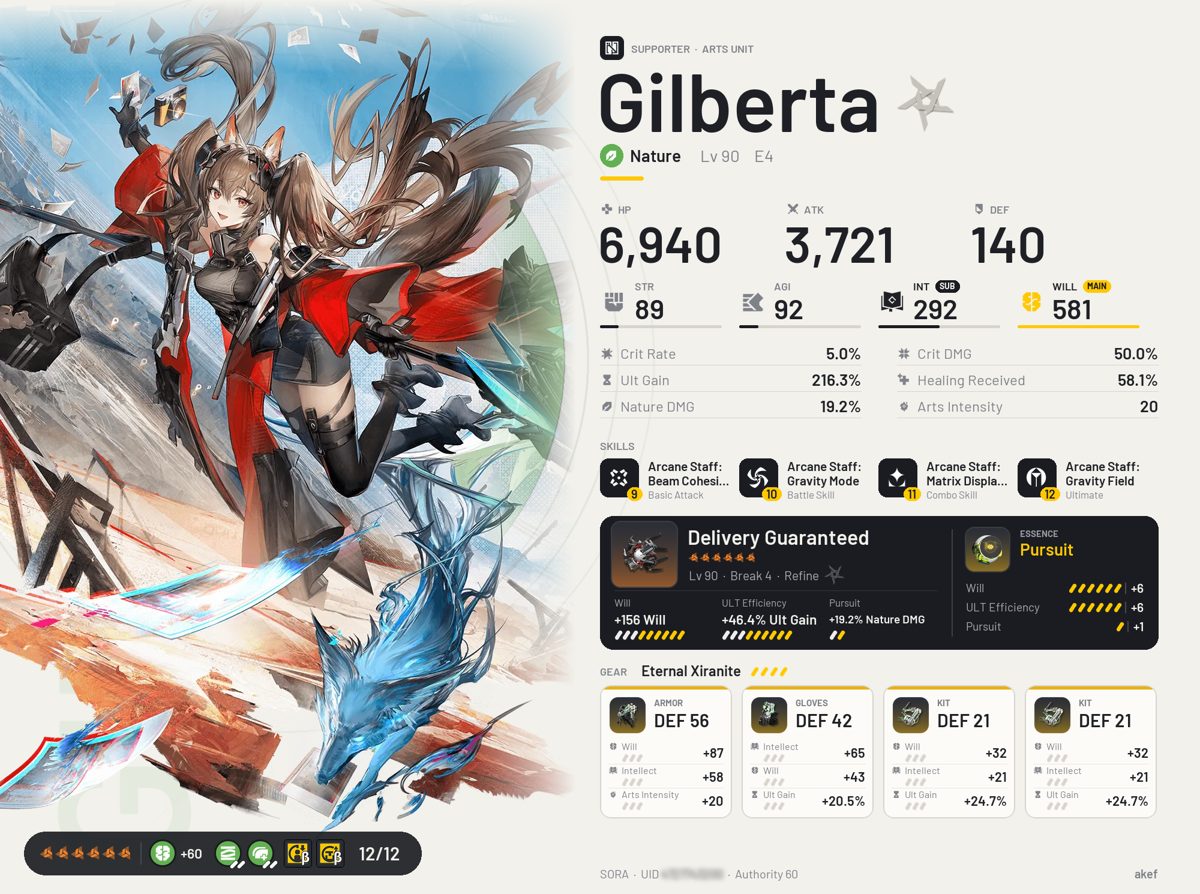 SUPPORTER · ARTS UNIT
Gilberta
Nature Lv 90 E4
HP ATK DEF
6,940 3,721 140
STR AGI INT SUB WILL MAIN
89 92 292 581
Crit Rate 5.0% Crit DMG 50.0%
Ult Gain 216.3% Healing Received 58.1%
Nature DMG 19.2% Arts Intensity 20
SKILLS
Arcane Staff: Beam Cohesi... Basic Attack 9
Arcane Staff: Gravity Mode Battle Skill 10
Arcane Staff: Matrix Displa... Combo Skill 11
Arcane Staff: Gravity Field Ultimate 12
Delivery Guaranteed
Lv 90 · Break 4 · Refine
Will ULT Efficiency Pursuit
+156 Will +46.4% Ult Gain +19.2% Nature DMG
ESSENCE
Pursuit
Will +6
ULT Efficiency +6
Pursuit +1
GEAR Eternal Xiranite
ARMOR
DEF 56
Will +87
Intellect +58
Arts Intensity +20
GLOVES
DEF 42
Intellect +65
Will +43
Ult Gain +20.5%
KIT
DEF 21
Will +32
Intellect +21
Ult Gain +24.7%
KIT
DEF 21
Will +32
Intellect +21
Ult Gain +24.7%
+60 β β 12/12
SORA · UID · Authority 60
akef